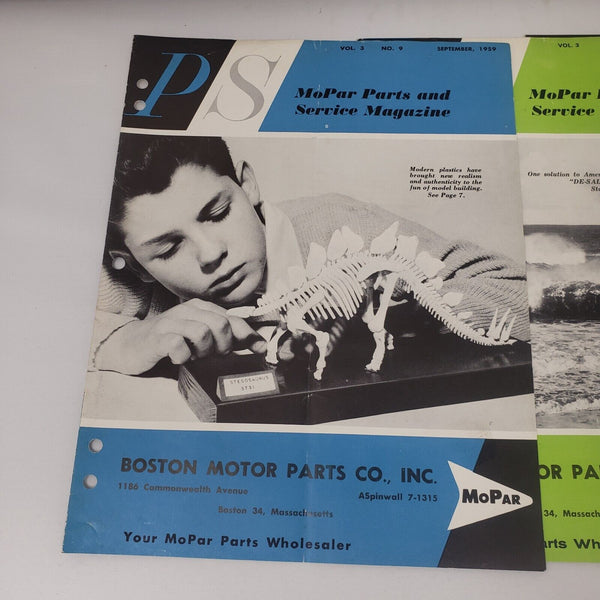 PS
VOL. 3 NO. 9 SEPTEMBER, 1959
MoPar Parts and
Service Magazine
Modern plastics have
brought new realism
and authenticity to the
fun of model building.
See Page 7.
STEGOSAURUS
BOSTON MOTOR PARTS CO., INC.
1186 Commonwealth Avenue
ASpinwall 7-1315
Boston 34, Massachusetts
Your MoPar Parts Wholesaler
MoPar
VOL. 3
MoPar
Service
One solution to
"DE-SAL
OR PA
34, Massa
arts Wh